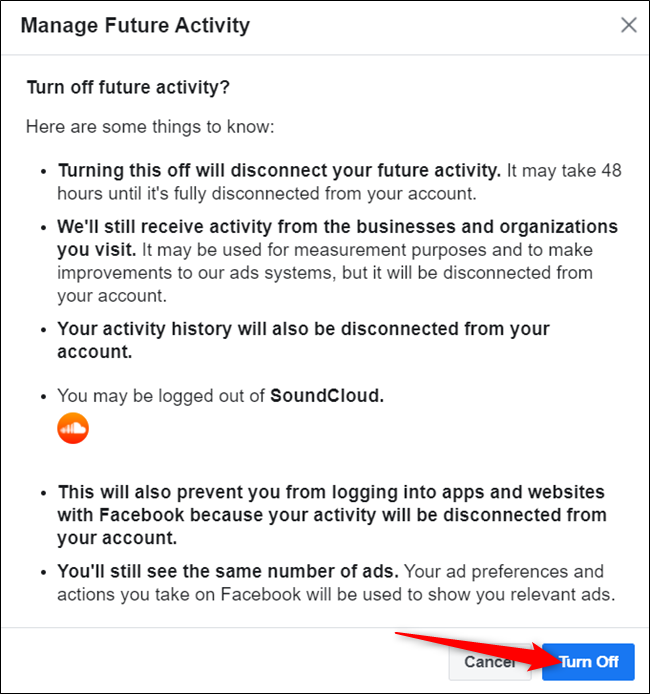 Manage Future Activity
Turn off future activity?
Here are some things to know:
• Turning this off will disconnect your future activity. It may take 48
hours until it's fully disconnected from your account.
• We'll still receive activity from the businesses and organizations
you visit. It may be used for measurement purposes and to make
improvements to our ads systems, but it will be disconnected from
your account.
• Your activity history will also be disconnected from your
account.
• You may be logged out of SoundCloud.
• This will also prevent you from logging into apps and websites
with Facebook because your activity will be disconnected from
your account.
• You'll still see the same number of ads. Your ad preferences and
actions you take on Facebook will be used to show you relevant ads.
Cancel Turn Off